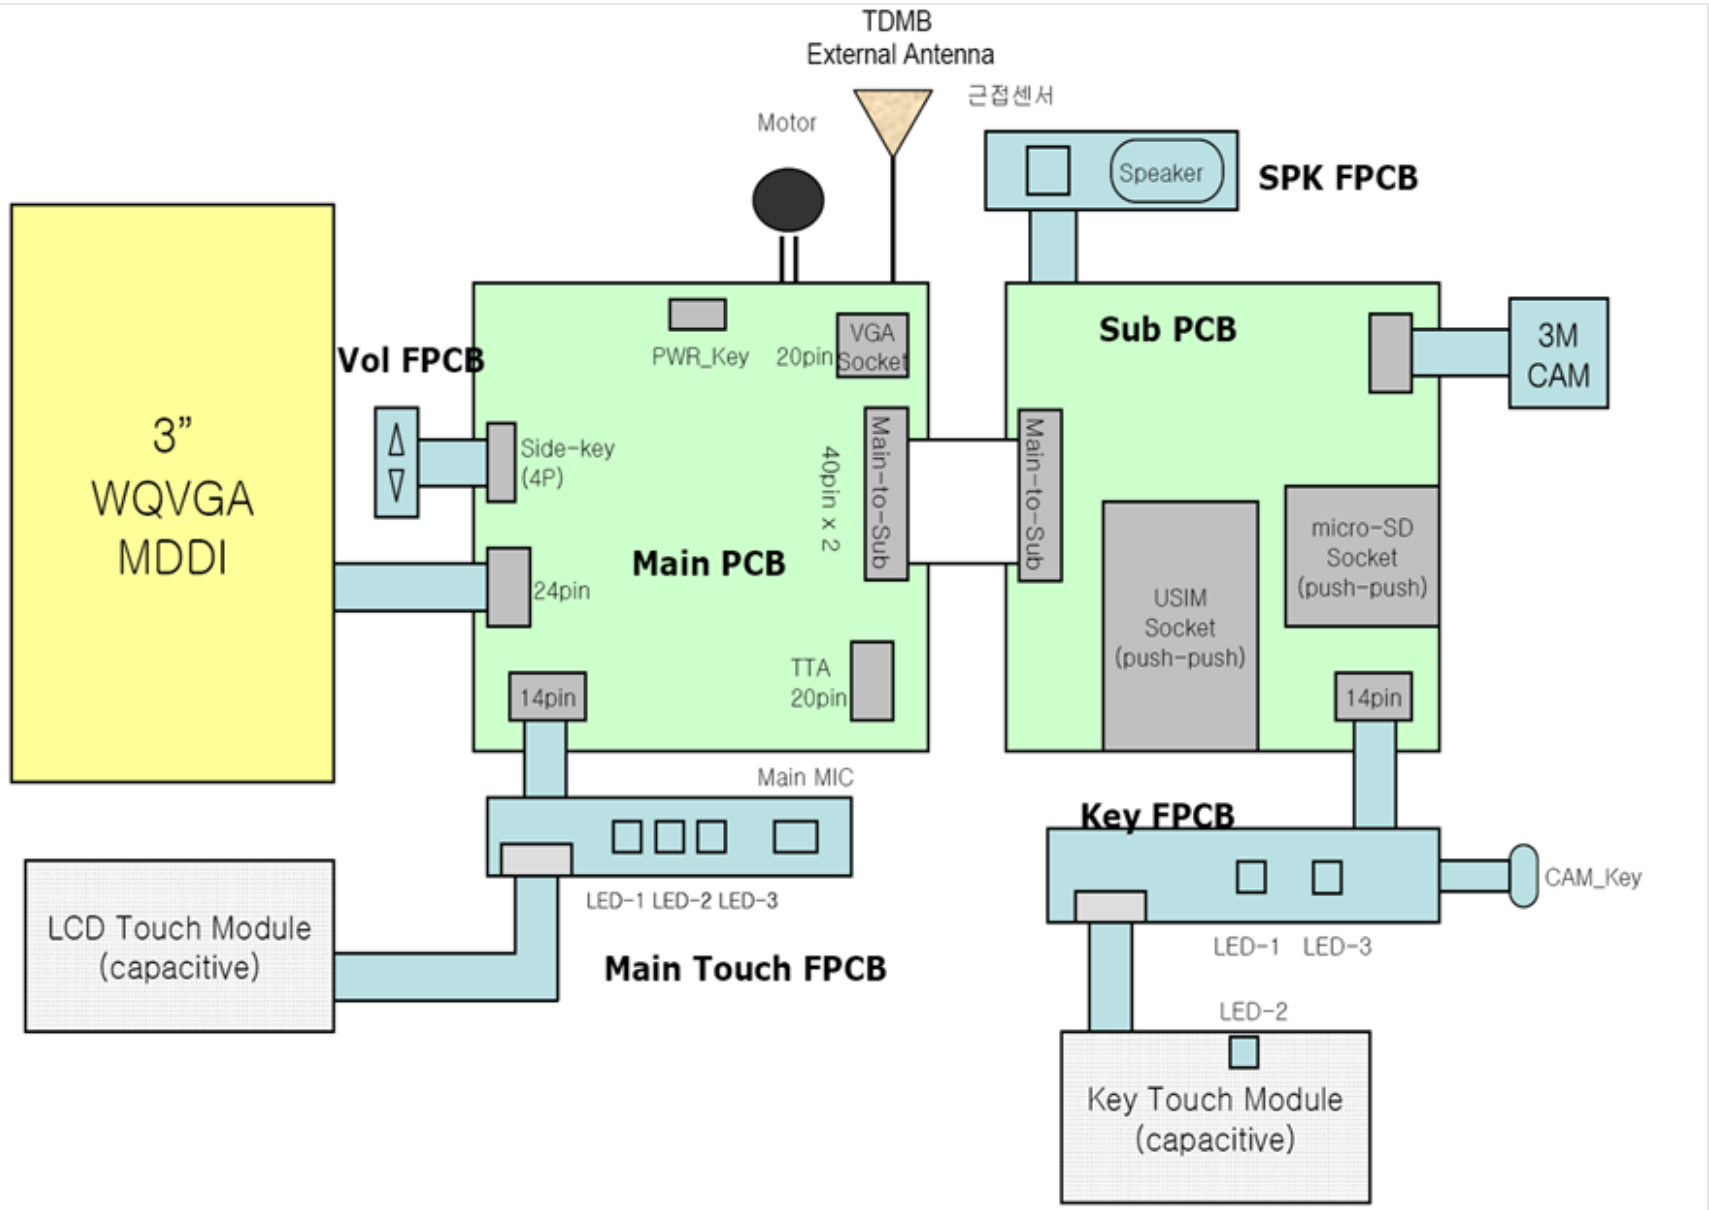 TDMB
External Antenna
근접센서
Motor
Speaker
SPK FPCB
Vol FPCB
PWR_Key
20pin
VGA
Socket
Sub PCB
3M
CAM
3”
WQVGA
MDDI
Side-key
(4P)
40pin x 2
Main-to-Sub
Main-to-Sub
Main PCB
24pin
micro-SD
Socket
(push-push)
USIM
Socket
(push-push)
TTA
20pin
14pin
14pin
Main MIC
Key FPCB
LED-1 LED-2 LED-3
CAM_Key
LCD Touch Module
(capacitive)
Main Touch FPCB
LED-1
LED-3
LED-2
Key Touch Module
(capacitive)